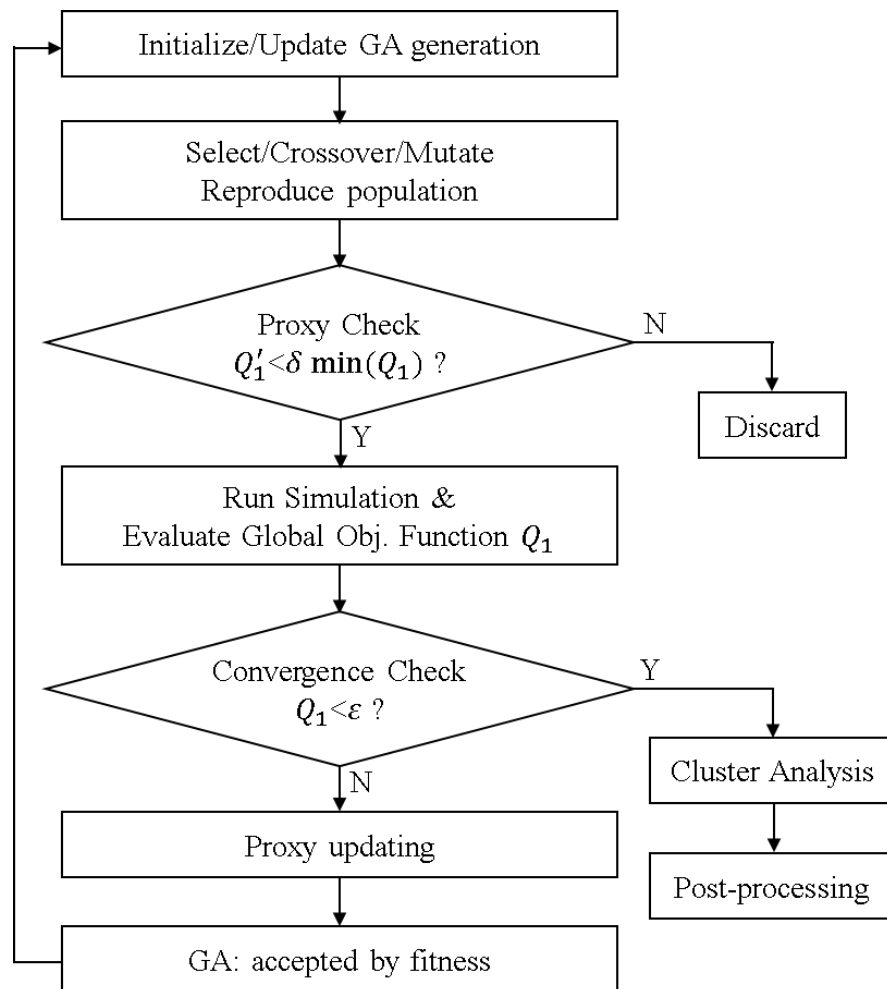 Initialize/Update GA generation
Select/Crossover/Mutate
Reproduce population
Proxy Check
Q₁′<δ min(Q₁) ?
N
Discard
Y
Run Simulation &
Evaluate Global Obj. Function Q₁
Convergence Check
Q₁<ε ?
Y
Cluster Analysis
N
Proxy updating
Post-processing
GA: accepted by fitness